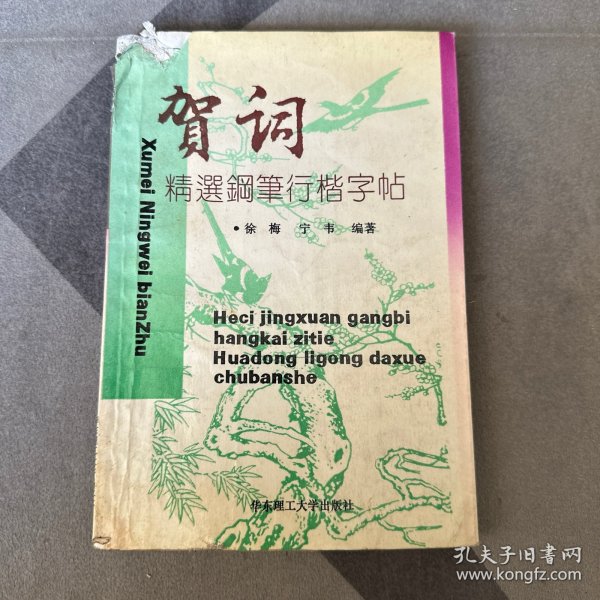 贺词
精選鋼筆行楷字帖
•徐梅 宁韦 编著
Xumei Ningwei bianZhu
Heci jingxuan gangbi
hangkai zitie
Huadong ligong daxue
chubanshe
华东理工大学出版社
孔夫子旧书网
www.kongfz.com